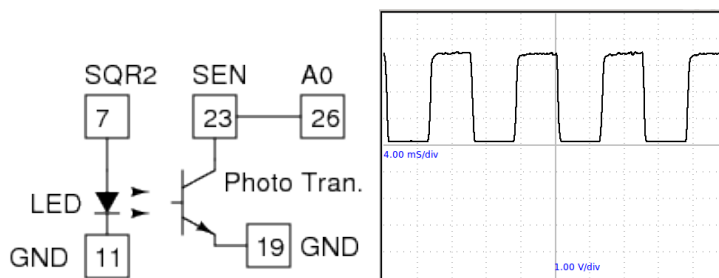 SQR2 SEN A0
7 23 26
Photo Tran.
LED
GND 11 19 GND
4.00 mS/div
1.00 V/div